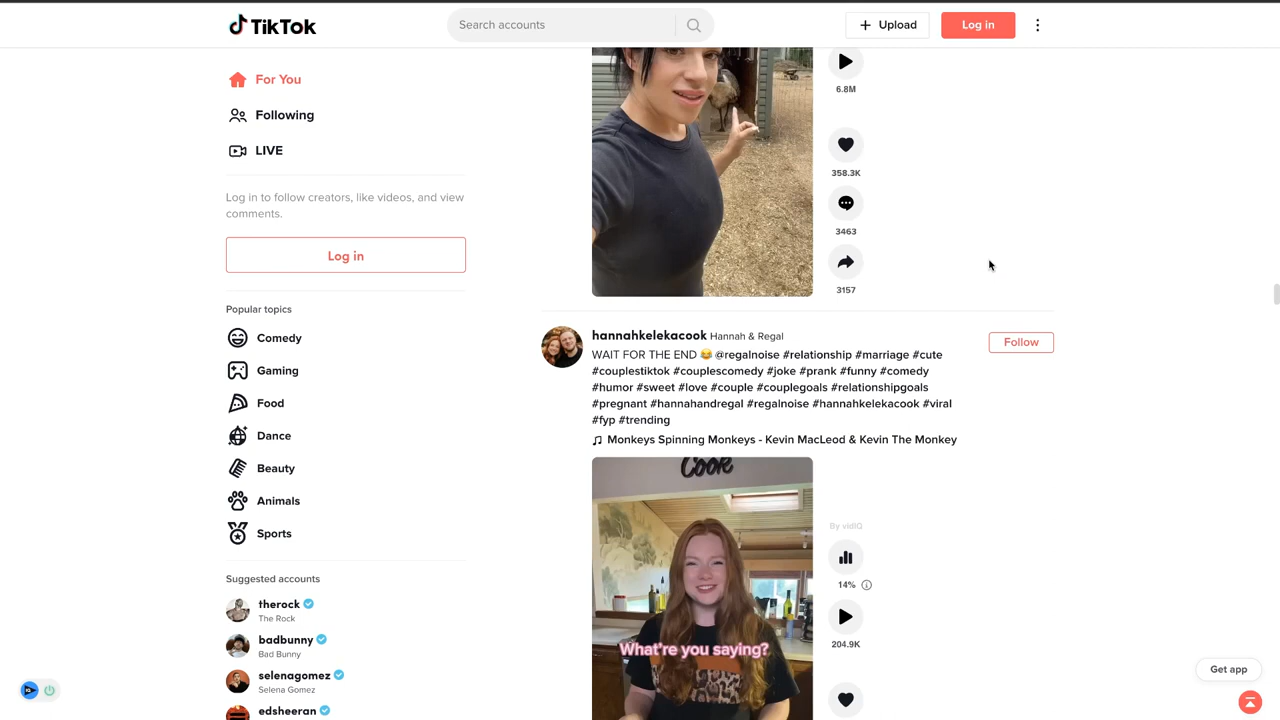 TikTok
Search accounts
Upload
Log in
For You
Following
LIVE
Log in to follow creators, like videos, and view
comments.
Log in
Popular topics
Comedy
Gaming
Food
Dance
Beauty
Animals
Sports
Suggested accounts
therock
The Rock
badbunny
Bad Bunny
selenagomez
Selena Gomez
edsheeran
6.8M
358.3K
3463
3157
hannahkelekacook Hannah & Regal
Follow
WAIT FOR THE END 😂 @regalnoise #relationship #marriage #cute
#couplestiktok #couplescomedy #joke #prank #funny #comedy
#humor #sweet #love #couple #couplegoals #relationshipgoals
#pregnant #hannahandregal #regalnoise #hannahkelekacook #viral
#fyp #trending
Monkeys Spinning Monkeys - Kevin MacLeod & Kevin The Monkey
Cook
What're you saying?
By vidIQ
14%
204.9K
Get app